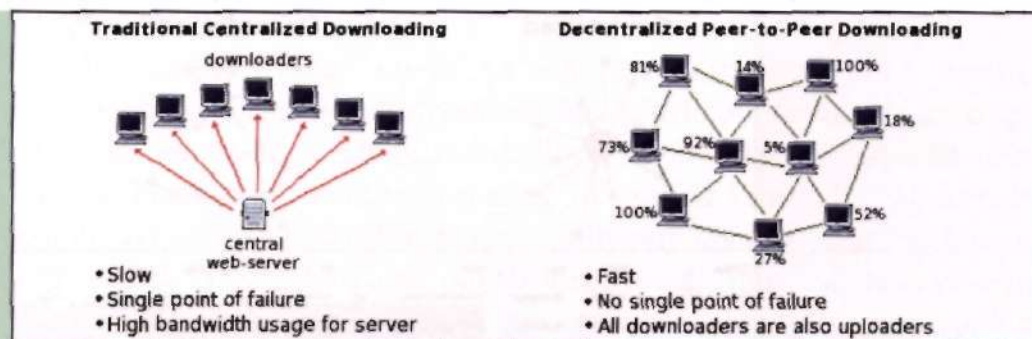 Traditional Centralized Downloading
downloaders
central
web-server
• Slow
• Single point of failure
• High bandwidth usage for server
Decentralized Peer-to-Peer Downloading
81%
14%
100%
18%
73%
92%
5%
100%
52%
27%
• Fast
• No single point of failure
• All downloaders are also uploaders